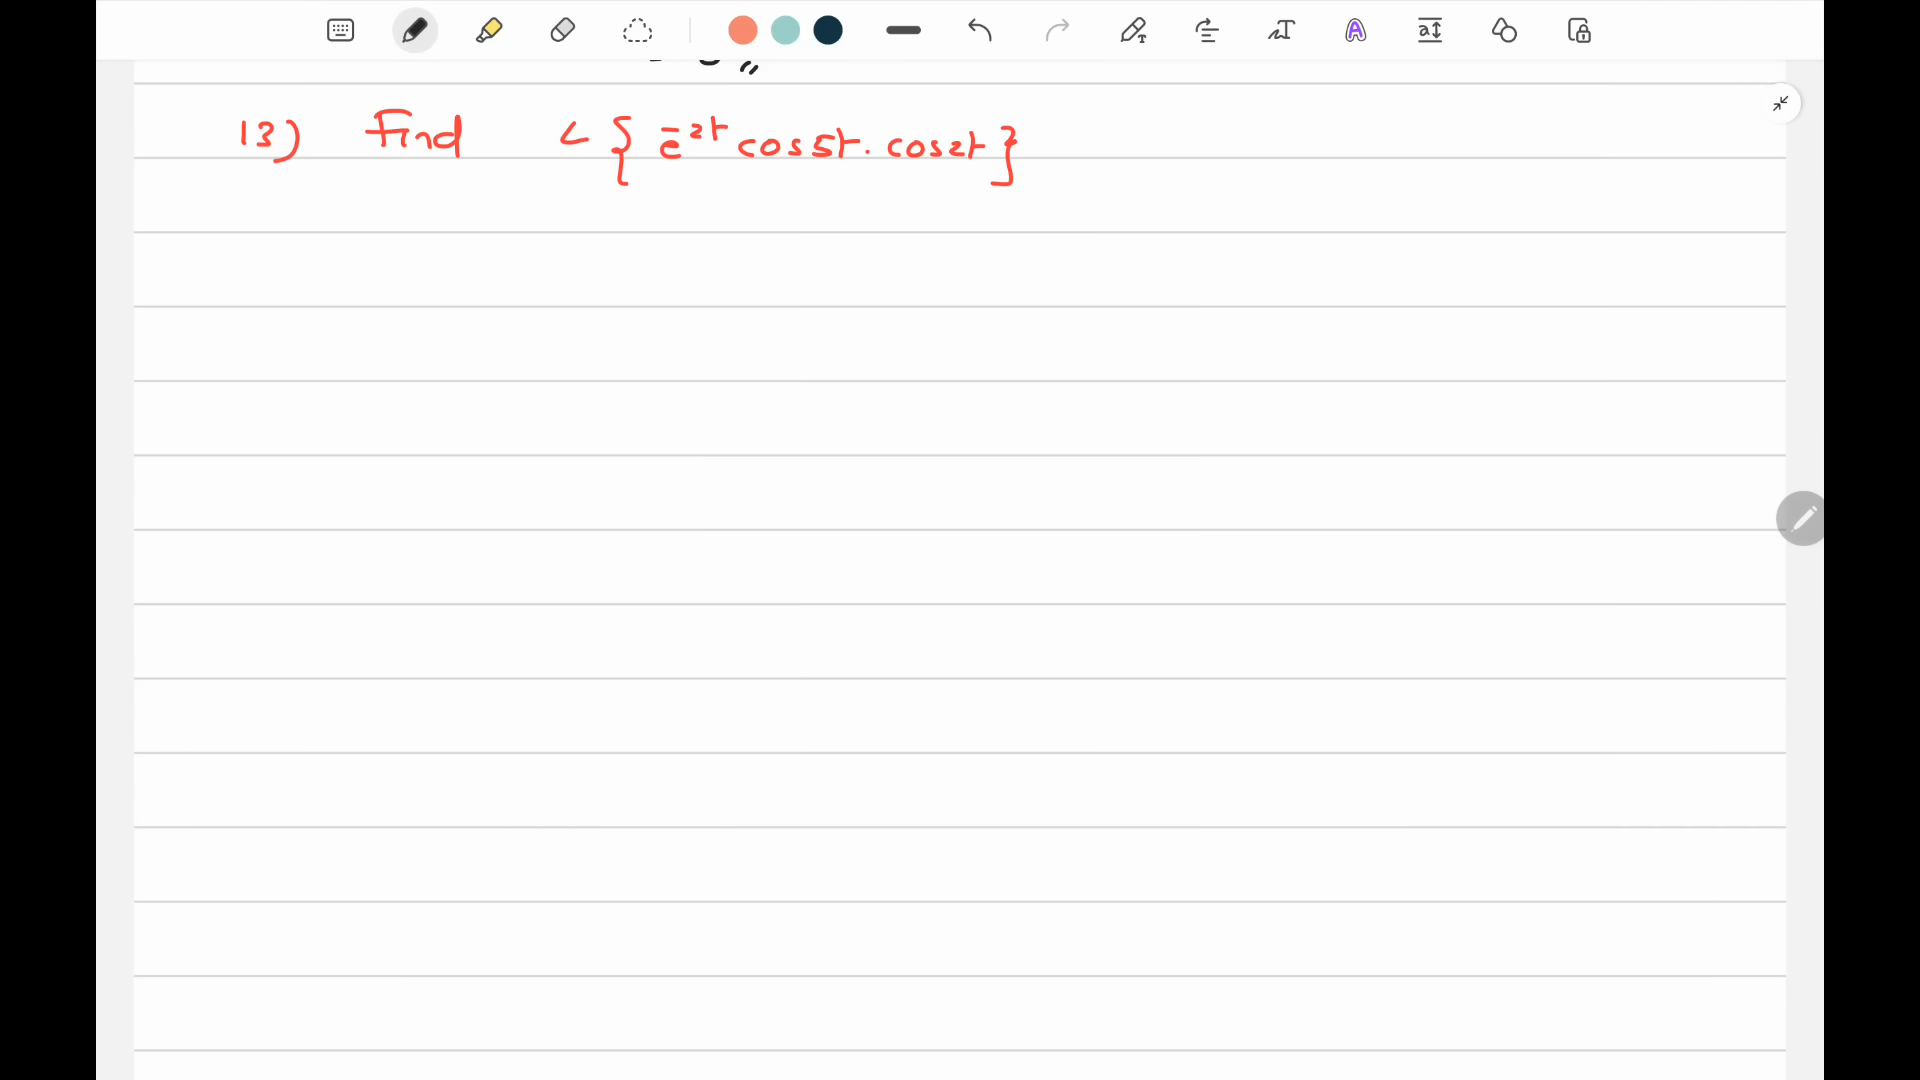 13) Find L{e^-2t cos5t. cos2t}